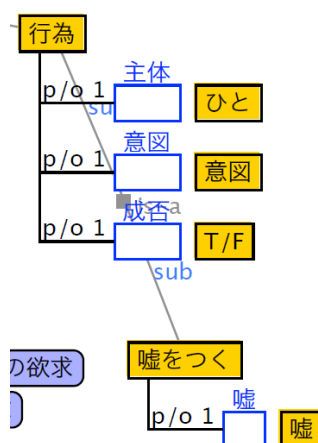 行為
主体
p/o 1
ひと
su
意図
p/o 1
意図
is-a
成否
p/o 1
T/F
sub
嘘をつく
の欲求
嘘
p/o 1
嘘